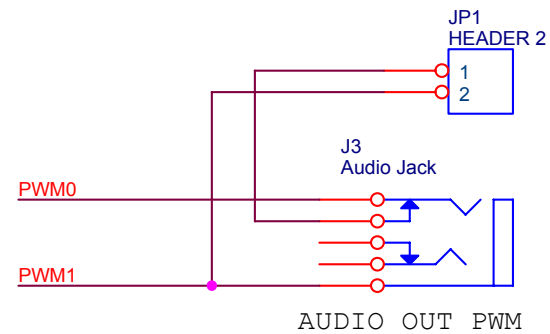 JP1
HEADER 2
1
2
J3
Audio Jack
PWM0
PWM1
AUDIO OUT PWM